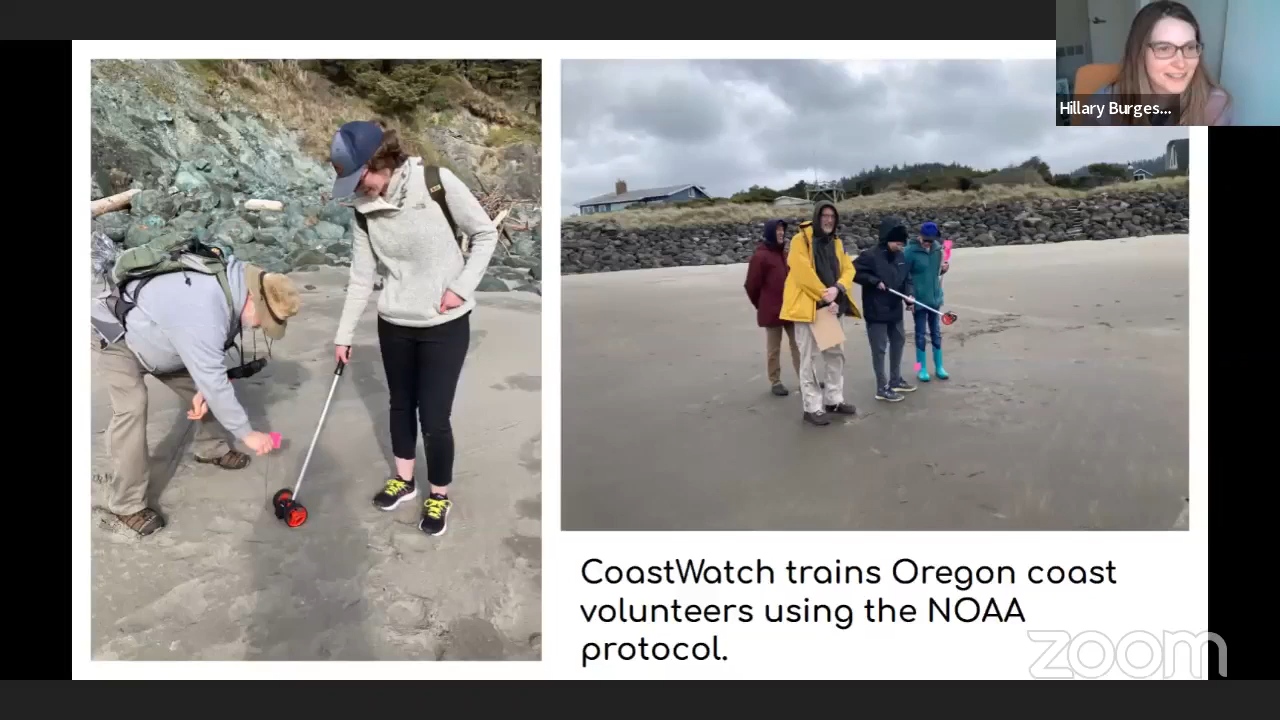 Hillary Burges...
CoastWatch trains Oregon coast
volunteers using the NOAA
protocol.
zoom